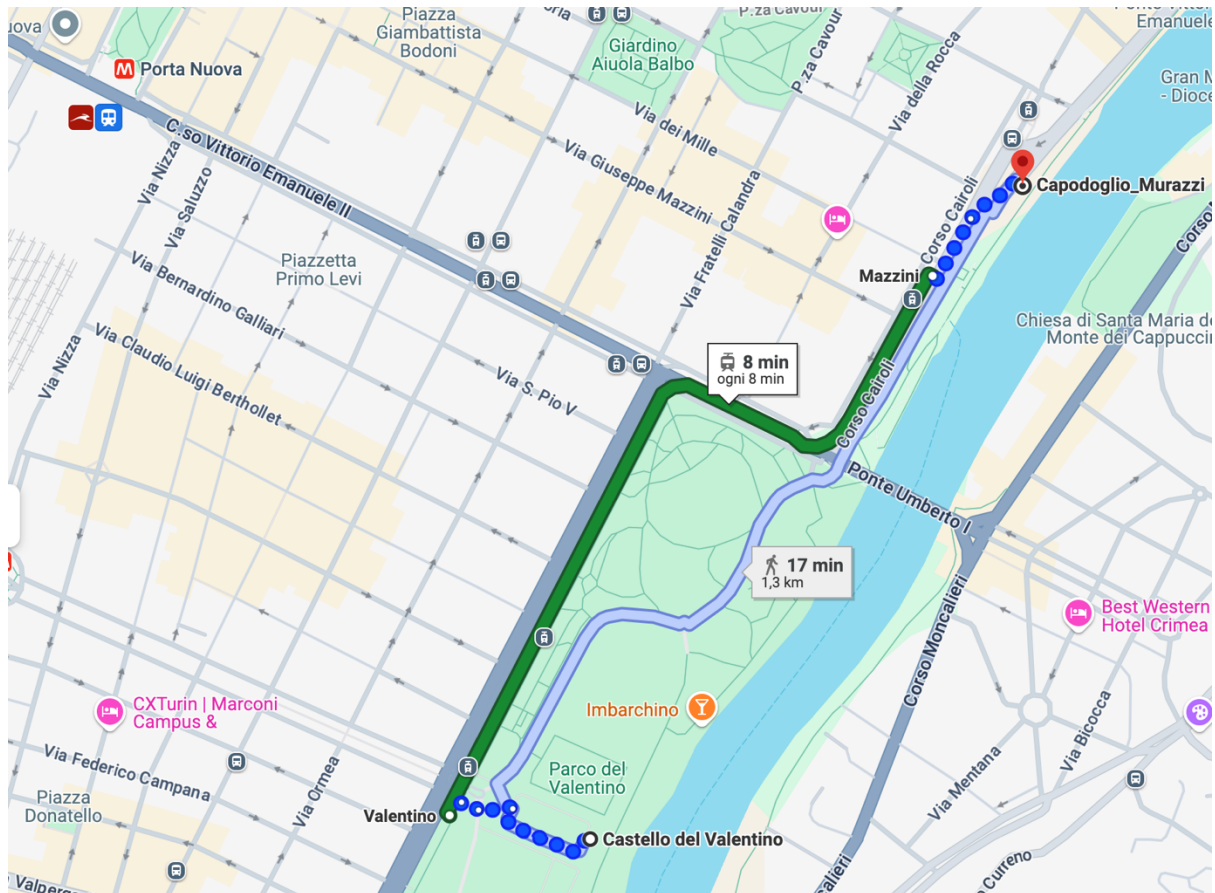 uova
Porta Nuova
Piazza
Giambattista
Bodoni
Giardino
Aiuola Balbo
P.za Cavour
P.za Cavour
Via della Rocca
Emanuele
Gran M
- Dioce
C.so Vittorio Emanuele II
Via Nizza
Via Saluzzo
Via dei Mille
Via Giuseppe Mazzini
Via Fratelli Calandra
Corso Cairoli
Capodoglio_Murazzi
Corso M
Piazzetta
Primo Levi
Via Bernardino Galliari
Mazzini
Chiesa di Santa Maria de
Monte dei Cappuccin
Via Nizza
Via Claudio Luigi Berthollet
Via S. Pio V
8 min
ogni 8 min
Corso Cairoli
Ponte Umberto I
17 min
1,3 km
Corso Moncalieri
Best Western
Hotel Crimea
CXTurin | Marconi
Campus &
Imbarchino
Via Federico Campana
Via Ormea
Piazza
Donatello
Parco del
Valentino
Valentino
Castello del Valentino
Via Mentana
Via Bicocca
Valperg
calieri
Curreno